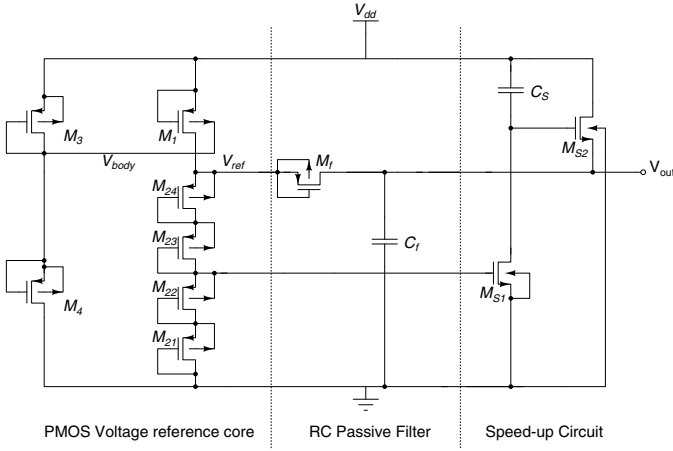 V_dd
M_3
M_1
C_S
M_S2
V_body
V_ref
M_f
V_out
M_24
M_23
C_f
M_22
M_S1
M_4
M_21
PMOS Voltage reference core
RC Passive Filter
Speed-up Circuit